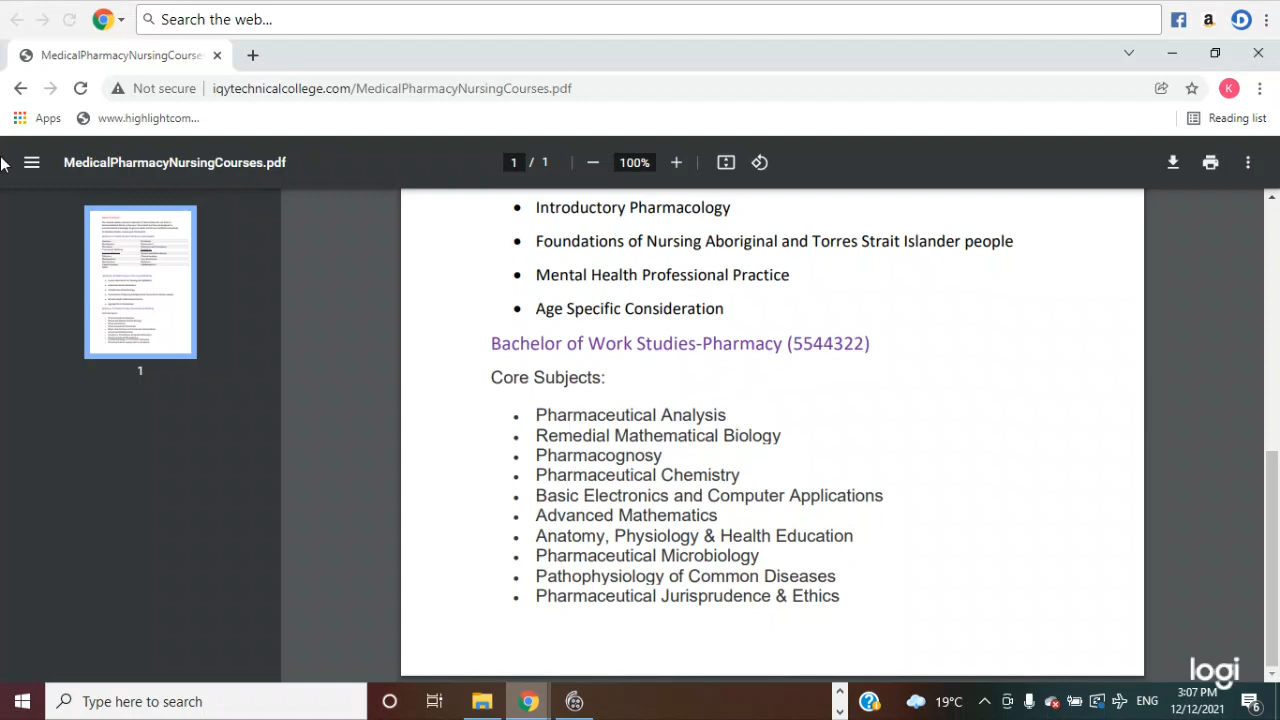 Search the web...
MedicalPharmacyNursingCourses
Not secure
iqytechnicalcollege.com/MedicalPharmacyNursingCourses.pdf
K
Apps
www.highlightcom...
Reading list
MedicalPharmacyNursingCourses.pdf
1 / 1
100%
Introductory Pharmacology
Foundations of Nursing Aboriginal and Torres Strait Islander people
Mental Health Professional Practice
Age Specific Consideration
Bachelor of Work Studies-Pharmacy (5544322)
Core Subjects:
Pharmaceutical Analysis
Remedial Mathematical Biology
Pharmacognosy
Pharmaceutical Chemistry
Basic Electronics and Computer Applications
Advanced Mathematics
Anatomy, Physiology & Health Education
Pharmaceutical Microbiology
Pathophysiology of Common Diseases
Pharmaceutical Jurisprudence & Ethics
1
logi
Type here to search
19°C
ENG
3:07 PM
12/12/2021
6